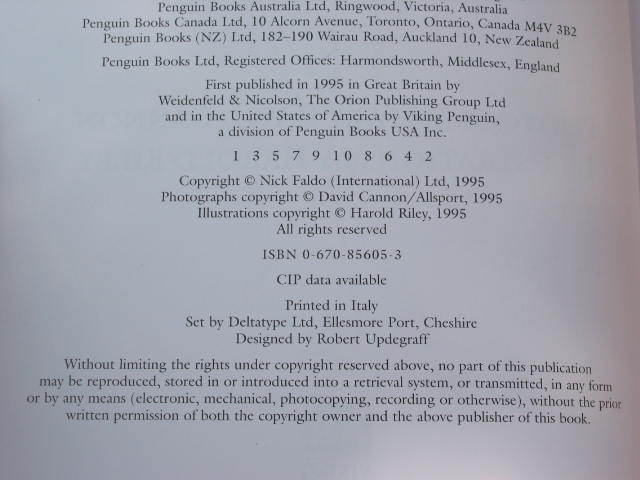 Penguin Books Australia Ltd, Ringwood, Victoria, Australia
Penguin Books Canada Ltd, 10 Alcorn Avenue, Toronto, Ontario, Canada M4V 3B2
Penguin Books (NZ) Ltd, 182–190 Wairau Road, Auckland 10, New Zealand
Penguin Books Ltd, Registered Offices: Harmondsworth, Middlesex, England
First published in 1995 in Great Britain by
Weidenfeld & Nicolson, The Orion Publishing Group Ltd
and in the United States of America by Viking Penguin,
a division of Penguin Books USA Inc.
1 3 5 7 9 10 8 6 4 2
Copyright © Nick Faldo (International) Ltd, 1995
Photographs copyright © David Cannon/Allsport, 1995
Illustrations copyright © Harold Riley, 1995
All rights reserved
ISBN 0-670-85605-3
CIP data available
Printed in Italy
Set by Deltatype Ltd, Ellesmore Port, Cheshire
Designed by Robert Updegraff
Without limiting the rights under copyright reserved above, no part of this publication
may be reproduced, stored in or introduced into a retrieval system, or transmitted, in any form
or by any means (electronic, mechanical, photocopying, recording or otherwise), without the prior
written permission of both the copyright owner and the above publisher of this book.